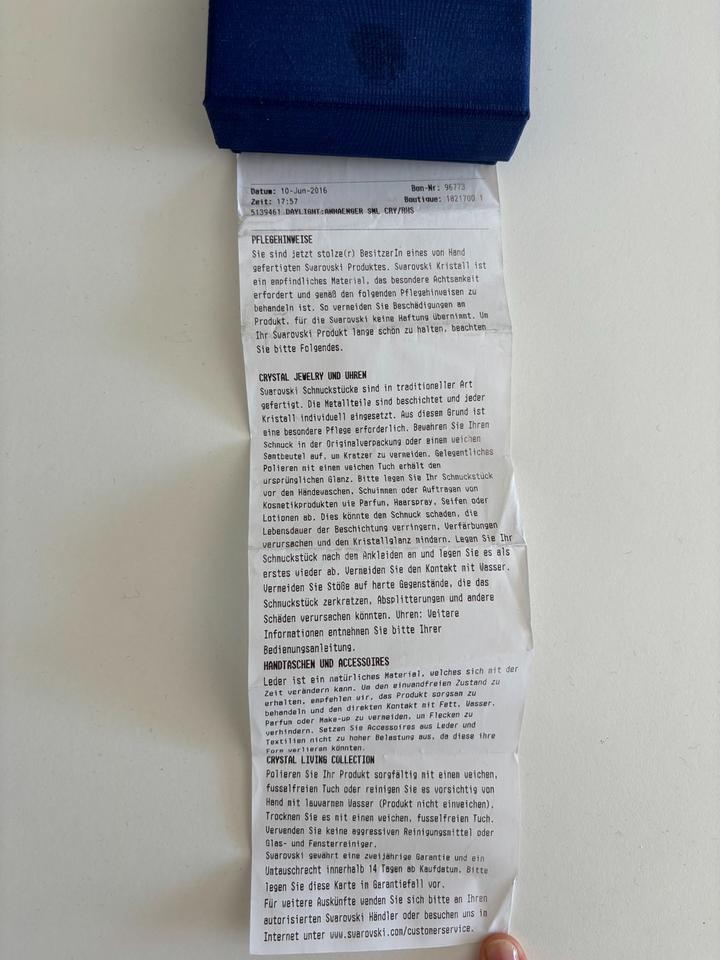 Datum: 10-Jun-2016 Bon-Nr: 96773
Zeit: 17:57 Boutique: 1821700 1
5139461 DAYLIGHT:ANHAENGER SML CRY/RHS
PFLEGEHINWEISE
Sie sind jetzt stolze(r) BesitzerIn eines von Hand
gefertigten Swarovski Produktes. Swarovski Kristall ist
ein empfindliches Material, das besondere Achtsamkeit
erfordert und gemäß den folgenden Pflegehinweisen zu
behandeln ist. So vermeiden Sie Beschädigungen am
Produkt, für die Swarovski keine Haftung übernimmt. Um
Ihr Swarovski Produkt lange schön zu halten, beachten
Sie bitte Folgendes.
CRYSTAL JEWELRY UND UHREN
Swarovski Schmuckstücke sind in traditioneller Art
gefertigt. Die Metallteile sind beschichtet und jeder
Kristall individuell eingesetzt. Aus diesem Grund ist
eine besondere Pflege erforderlich. Bewahren Sie Ihren
Schmuck in der Originalverpackung oder einem weichen
Samtbeutel auf, um Kratzer zu vermeiden. Gelegentliches
Polieren mit einem weichen Tuch erhält den
ursprünglichen Glanz. Bitte legen Sie Ihr Schmuckstück
vor dem Händewaschen, Schwimmen oder Auftragen von
Kosmetikprodukten wie Parfum, Haarspray, Seifen oder
Lotionen ab. Dies könnte dem Schmuck schaden, die
Lebensdauer der Beschichtung verringern, Verfärbungen
verursachen und den Kristallglanz mindern. Legen Sie Ihr
Schmuckstück nach dem Ankleiden an und legen Sie es als
erstes wieder ab. Vermeiden Sie den Kontakt mit Wasser.
Vermeiden Sie Stöße auf harte Gegenstände, die das
Schmuckstück zerkratzen, Absplitterungen und andere
Schäden verursachen könnten. Uhren: Weitere
Informationen entnehmen Sie bitte Ihrer
Bedienungsanleitung.
HANDTASCHEN UND ACCESSOIRES
Leder ist ein natürliches Material, welches sich mit der
Zeit verändern kann. Um den einwandfreien Zustand zu
erhalten, empfehlen wir, das Produkt sorgsam zu
behandeln und den direkten Kontakt mit Fett, Wasser,
Parfum oder Make-up zu vermeiden, um Flecken zu
verhindern. Setzen Sie Accessoires aus Leder und
Textilien nicht zu hoher Belastung aus, da diese ihre
Form verlieren könnten.
CRYSTAL LIVING COLLECTION
Polieren Sie Ihr Produkt sorgfältig mit einem weichen,
fusselfreien Tuch oder reinigen Sie es vorsichtig von
Hand mit lauwarmem Wasser (Produkt nicht einweichen).
Trocknen Sie es mit einem weichen, fusselfreien Tuch.
Verwenden Sie keine aggressiven Reinigungsmittel oder
Glas- und Fensterreiniger.
Swarovski gewährt eine zweijährige Garantie und ein
Umtauschrecht innerhalb 14 Tagen ab Kaufdatum. Bitte
legen Sie diese Karte im Garantiefall vor.
Für weitere Auskünfte wenden Sie sich bitte an Ihren
autorisierten Swarovski Händler oder besuchen uns im
Internet unter www.swarovski.com/customerservice.